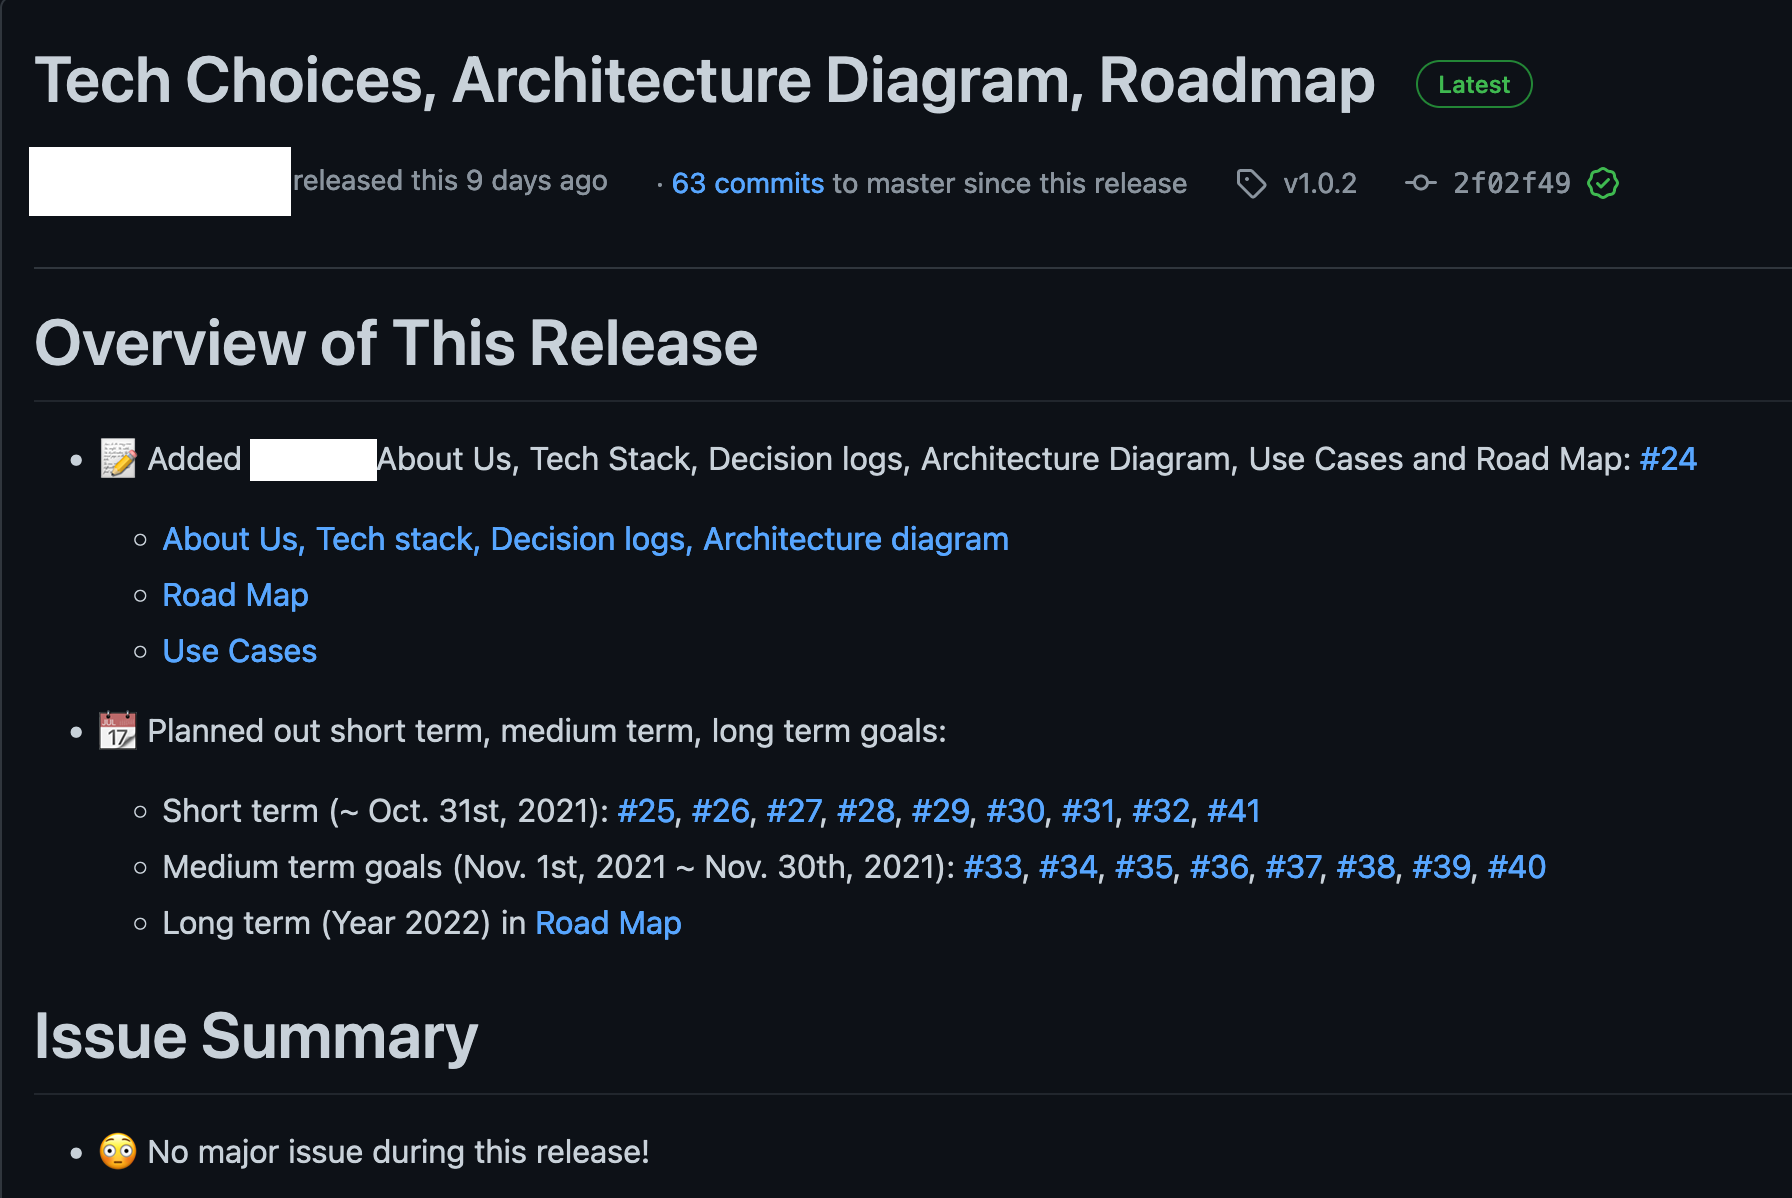 Tech Choices, Architecture Diagram, Roadmap Latest
released this 9 days ago · 63 commits to master since this release v1.0.2 2f02f49
Overview of This Release
• 📝 Added About Us, Tech Stack, Decision logs, Architecture Diagram, Use Cases and Road Map: #24
◦ About Us, Tech stack, Decision logs, Architecture diagram
◦ Road Map
◦ Use Cases
• 📆 Planned out short term, medium term, long term goals:
◦ Short term (~ Oct. 31st, 2021): #25, #26, #27, #28, #29, #30, #31, #32, #41
◦ Medium term goals (Nov. 1st, 2021 ~ Nov. 30th, 2021): #33, #34, #35, #36, #37, #38, #39, #40
◦ Long term (Year 2022) in Road Map
Issue Summary
• 😳 No major issue during this release!